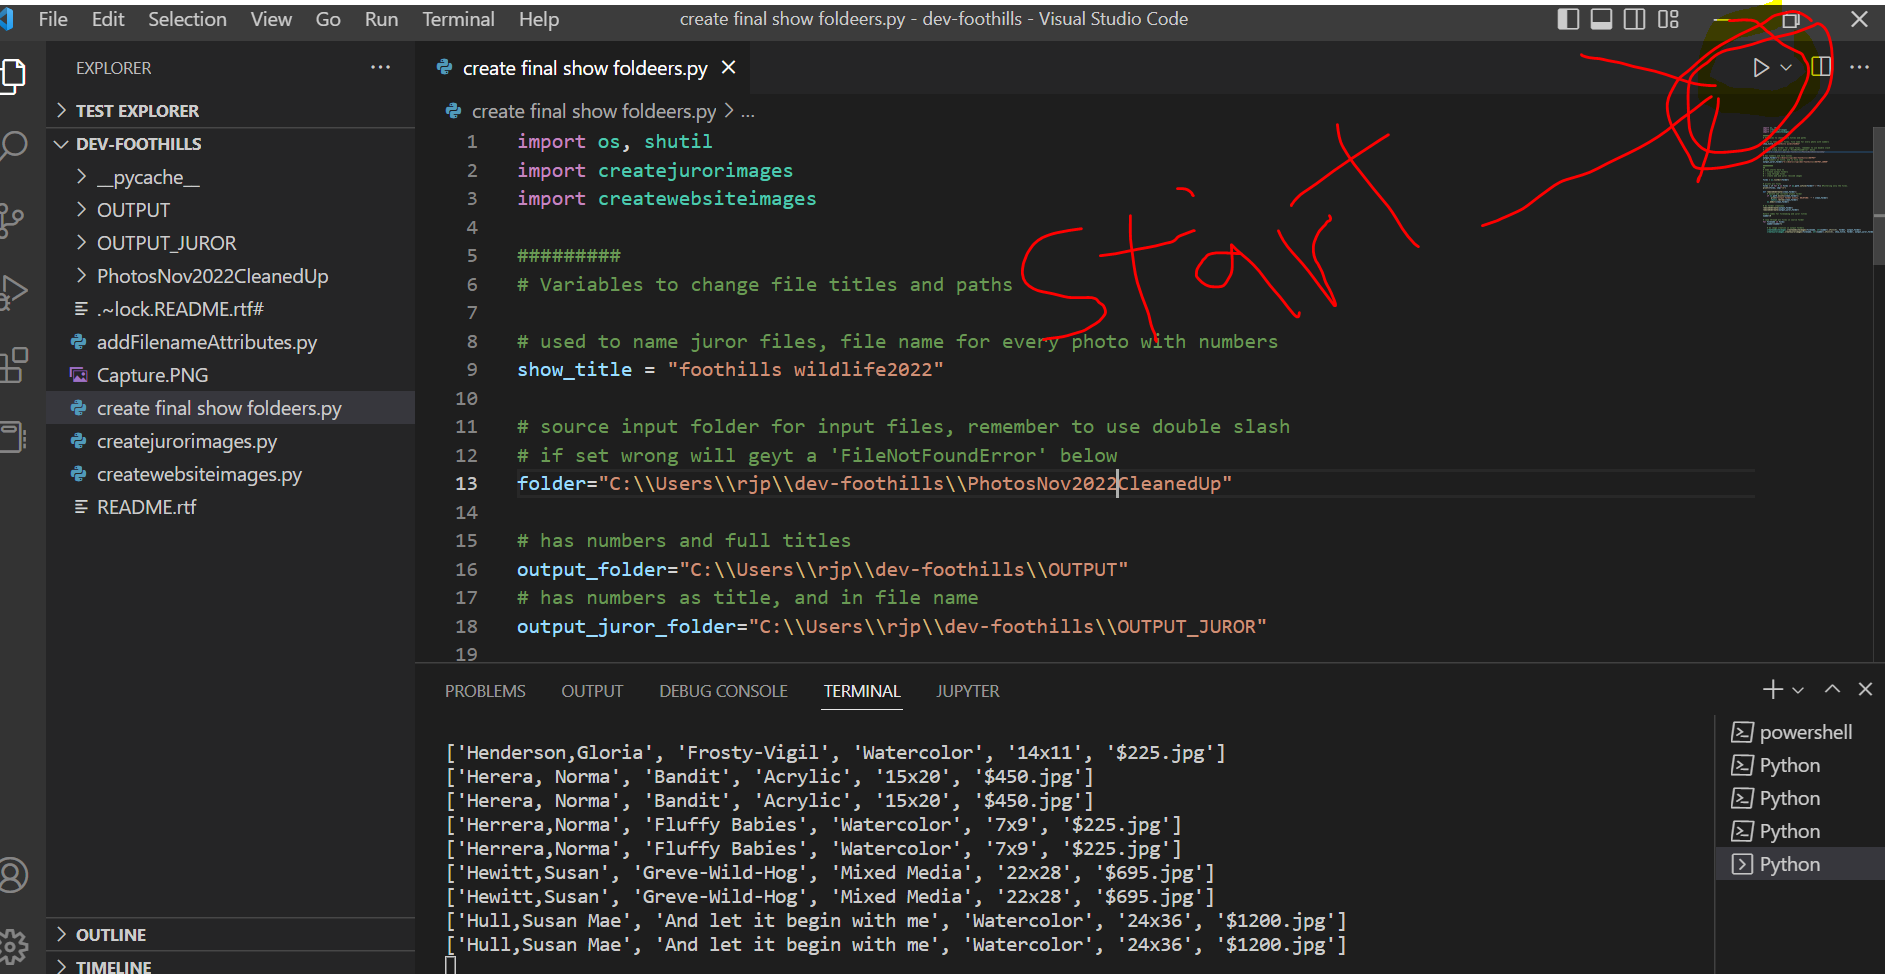 File Edit Selection View Go Run Terminal Help create final show foldeers.py - dev-foothills - Visual Studio Code
EXPLORER
TEST EXPLORER
DEV-FOOTHILLS
__pycache__
OUTPUT
OUTPUT_JUROR
PhotosNov2022CleanedUp
.~lock.README.rtf#
addFilenameAttributes.py
Capture.PNG
create final show foldeers.py
createjurorimages.py
createwebsiteimages.py
README.rtf
OUTLINE
TIMELINE
create final show foldeers.py
create final show foldeers.py > ...
1 import os, shutil
2 import createjurorimages
3 import createwebsiteimages
4
5 #########
6 # Variables to change file titles and paths
7
8 # used to name juror files, file name for every photo with numbers
9 show_title = "foothills wildlife2022"
10
11 # source input folder for input files, remember to use double slash
12 # if set wrong will geyt a 'FileNotFoundError' below
13 folder="C:\\Users\\rjp\\dev-foothills\\PhotosNov2022CleanedUp"
14
15 # has numbers and full titles
16 output_folder="C:\\Users\\rjp\\dev-foothills\\OUTPUT"
17 # has numbers as title, and in file name
18 output_juror_folder="C:\\Users\\rjp\\dev-foothills\\OUTPUT_JUROR"
19
Start
PROBLEMS OUTPUT DEBUG CONSOLE TERMINAL JUPYTER
['Henderson,Gloria', 'Frosty-Vigil', 'Watercolor', '14x11', '$225.jpg']
['Herera, Norma', 'Bandit', 'Acrylic', '15x20', '$450.jpg']
['Herera, Norma', 'Bandit', 'Acrylic', '15x20', '$450.jpg']
['Herrera,Norma', 'Fluffy Babies', 'Watercolor', '7x9', '$225.jpg']
['Herrera,Norma', 'Fluffy Babies', 'Watercolor', '7x9', '$225.jpg']
['Hewitt,Susan', 'Greve-Wild-Hog', 'Mixed Media', '22x28', '$695.jpg']
['Hewitt,Susan', 'Greve-Wild-Hog', 'Mixed Media', '22x28', '$695.jpg']
['Hull,Susan Mae', 'And let it begin with me', 'Watercolor', '24x36', '$1200.jpg']
['Hull,Susan Mae', 'And let it begin with me', 'Watercolor', '24x36', '$1200.jpg']
powershell
Python
Python
Python
Python